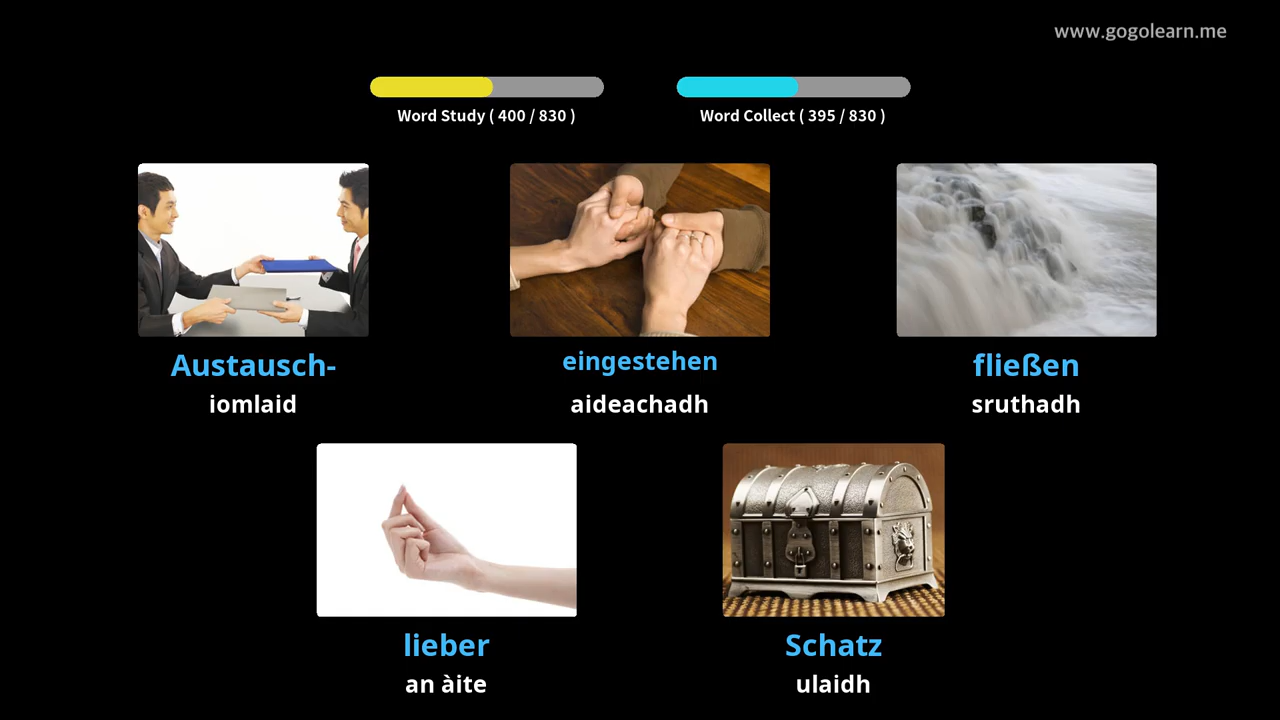 www.gogolearn.me
Word Study ( 400 / 830 )
Word Collect ( 395 / 830 )
Austausch-
iomlaid
eingestehen
aideachadh
fließen
sruthadh
lieber
an àite
Schatz
ulaidh